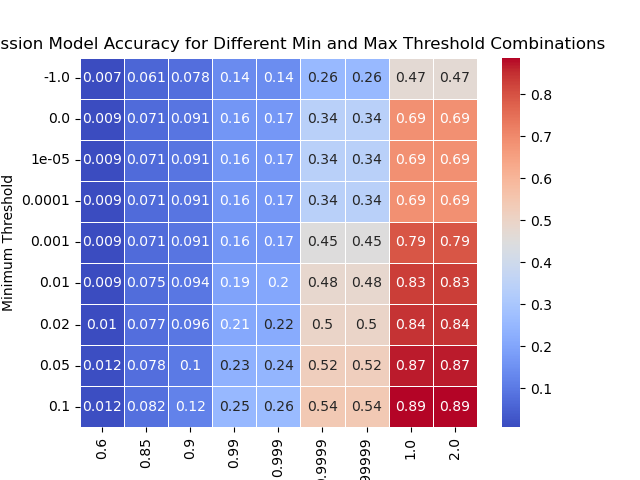 ssion Model Accuracy for Different Min and Max Threshold Combinations
Minimum Threshold
-1.0 0.007 0.061 0.078 0.14 0.14 0.26 0.26 0.47 0.47
0.0 0.009 0.071 0.091 0.16 0.17 0.34 0.34 0.69 0.69
1e-05 0.009 0.071 0.091 0.16 0.17 0.34 0.34 0.69 0.69
0.0001 0.009 0.071 0.091 0.16 0.17 0.34 0.34 0.69 0.69
0.001 0.009 0.071 0.091 0.16 0.17 0.45 0.45 0.79 0.79
0.01 0.009 0.075 0.094 0.19 0.2 0.48 0.48 0.83 0.83
0.02 0.01 0.077 0.096 0.21 0.22 0.5 0.5 0.84 0.84
0.05 0.012 0.078 0.1 0.23 0.24 0.52 0.52 0.87 0.87
0.1 0.012 0.082 0.12 0.25 0.26 0.54 0.54 0.89 0.89
0.6 0.85 0.9 0.99 0.999 0.9999 99999 1.0 2.0
0.8
0.7
0.6
0.5
0.4
0.3
0.2
0.1